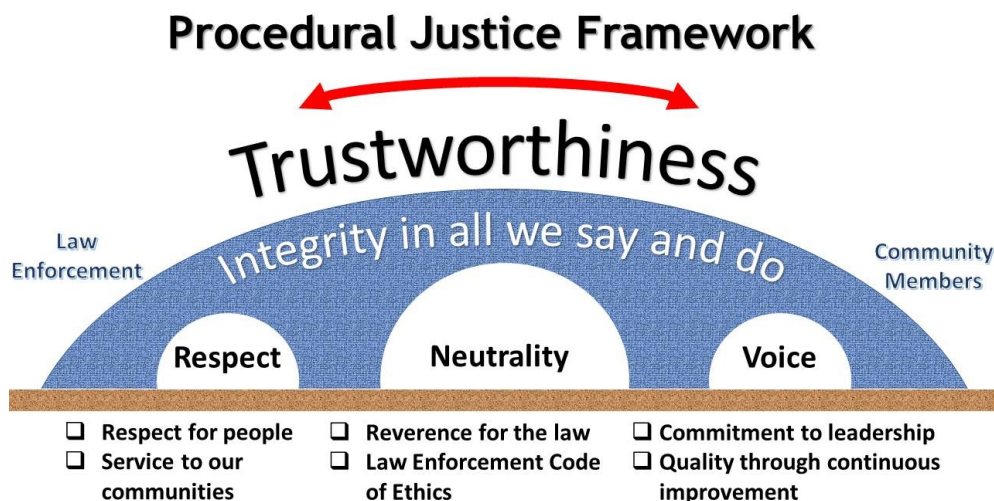 Procedural Justice Framework
Trustworthiness
Integrity in all we say and do
Law
Enforcement
Community
Members
Respect
Neutrality
Voice
❑ Respect for people
❑ Service to our
communities
❑ Reverence for the law
❑ Law Enforcement Code
of Ethics
❑ Commitment to leadership
❑ Quality through continuous
improvement